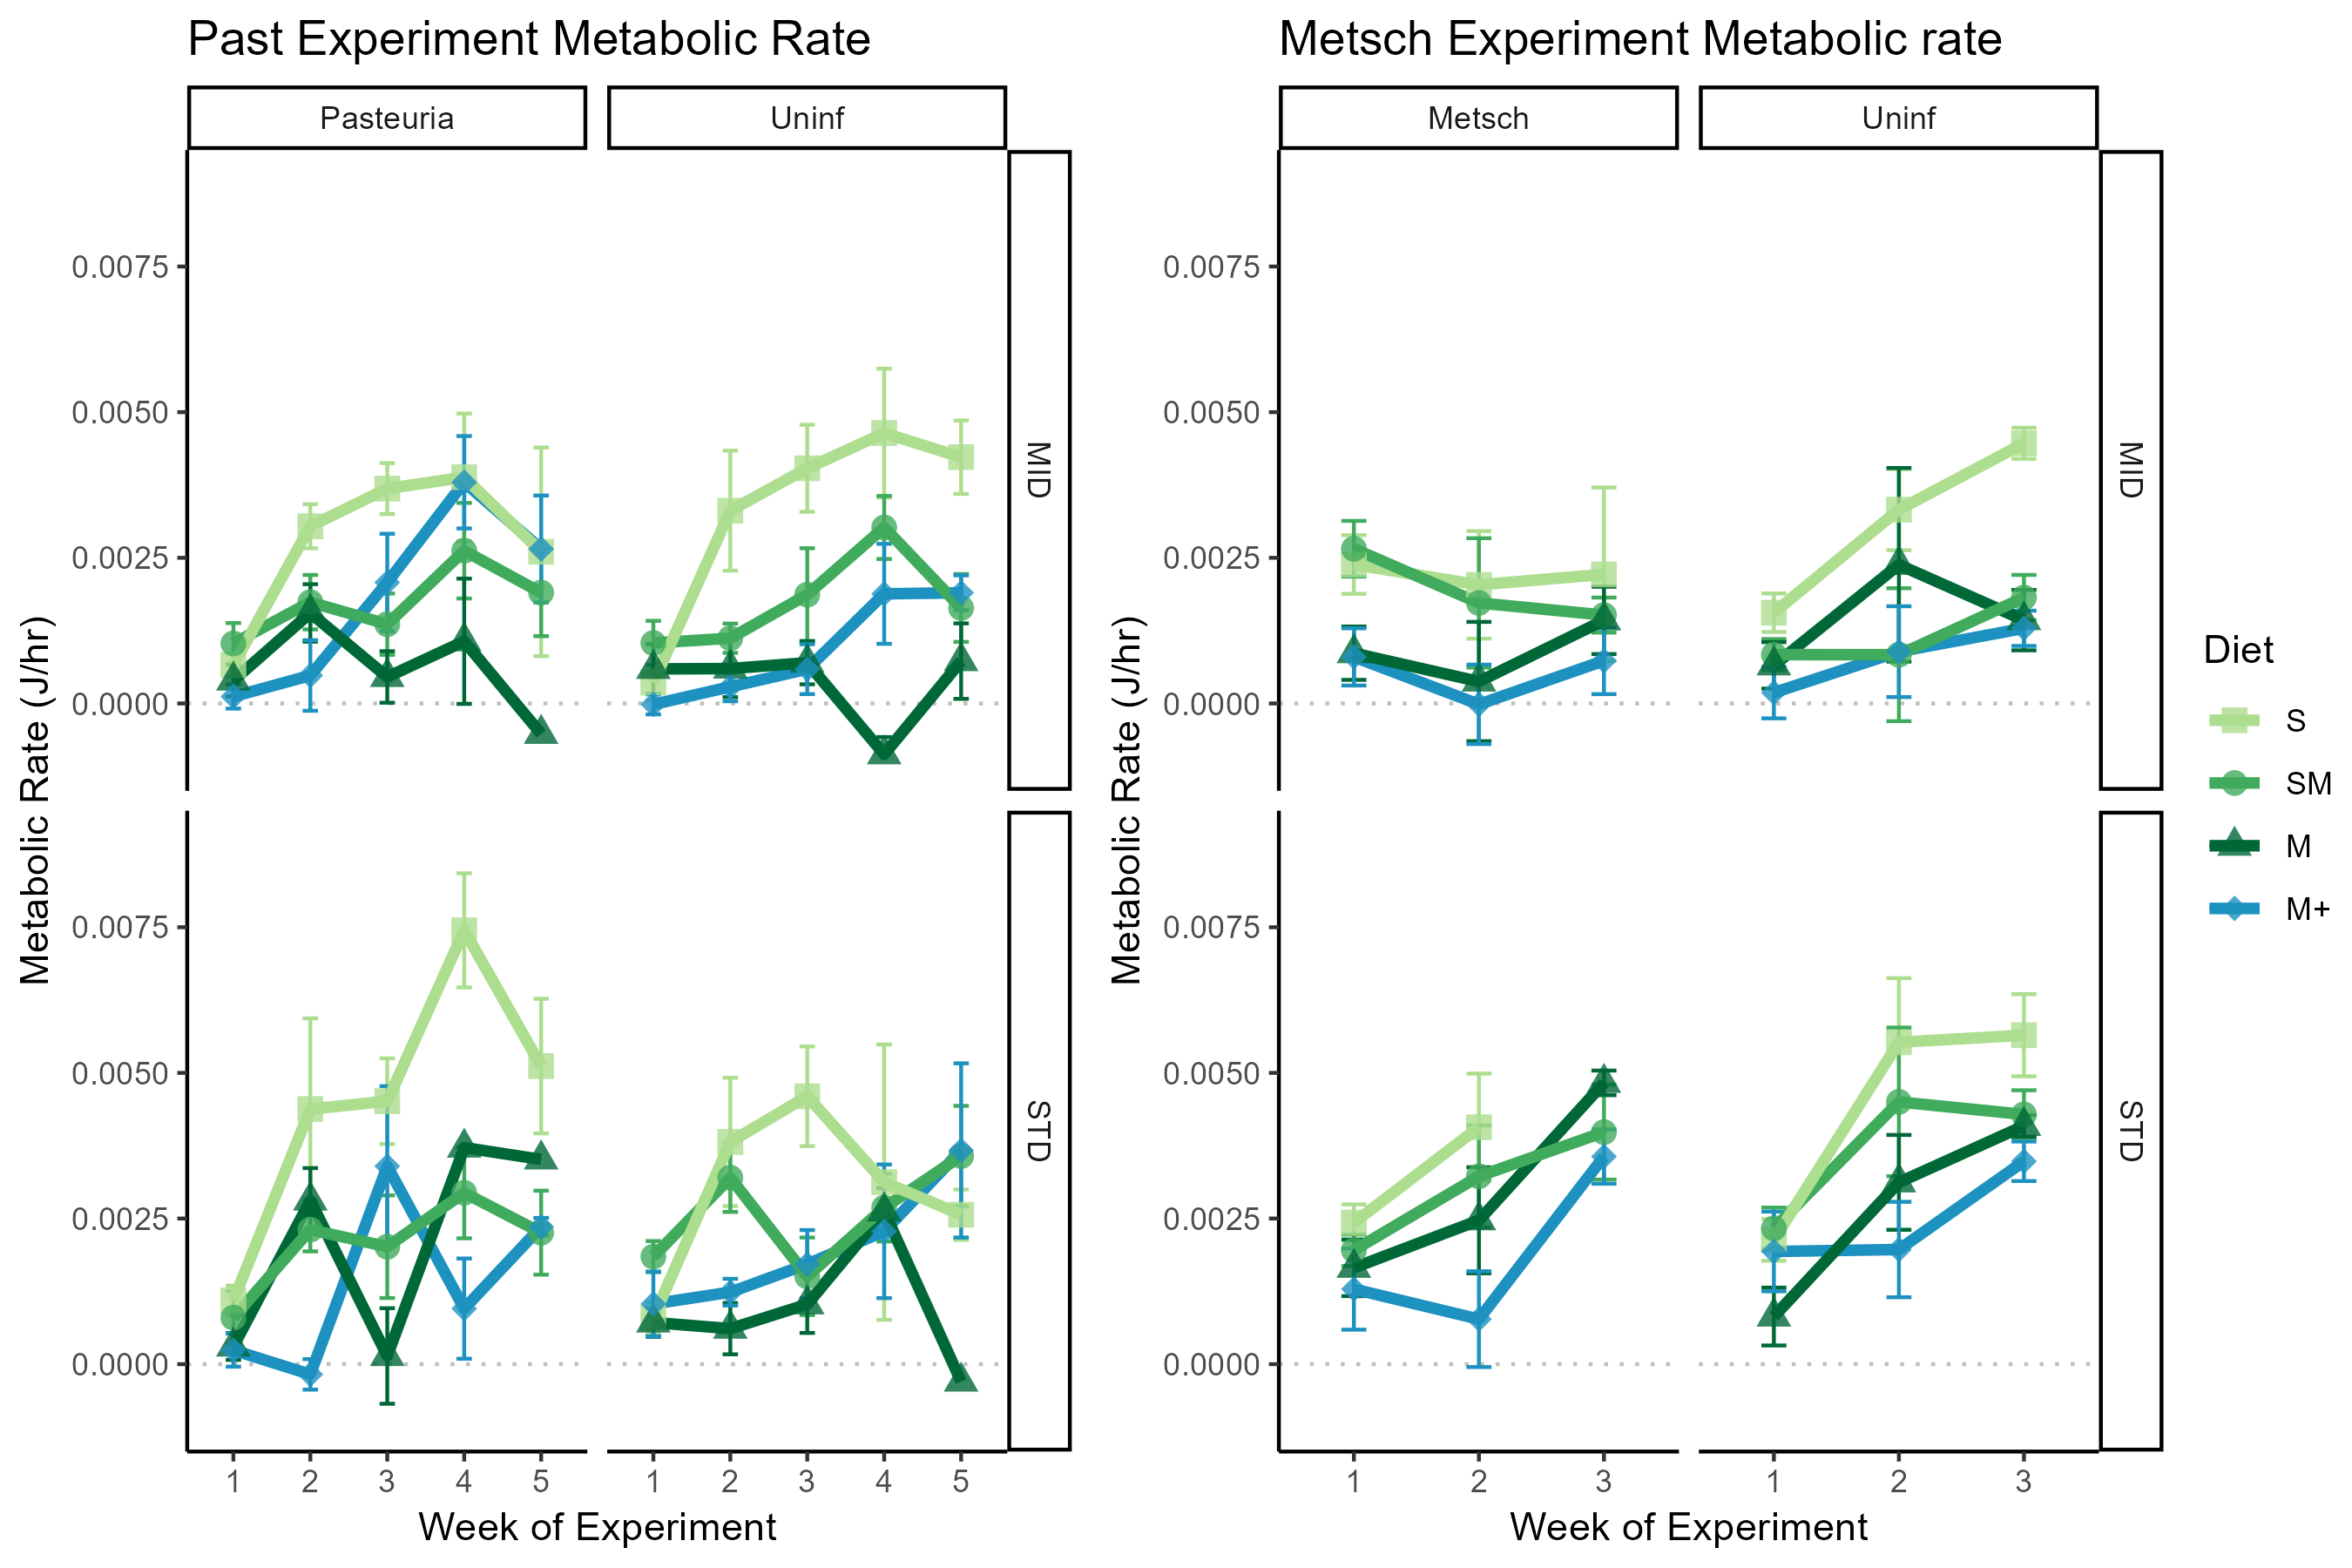 Past Experiment Metabolic Rate
Metsch Experiment Metabolic rate
Pasteuria
Uninf
Metsch
Uninf
Metabolic Rate (J/hr)
0.0075
0.0050
0.0025
0.0000
MID
0.0075
0.0050
0.0025
0.0000
STD
1 2 3 4 5
1 2 3 4 5
Week of Experiment
Metabolic Rate (J/hr)
0.0075
0.0050
0.0025
0.0000
MID
0.0075
0.0050
0.0025
0.0000
STD
1 2 3
1 2 3
Week of Experiment
Diet
S
SM
M
M+